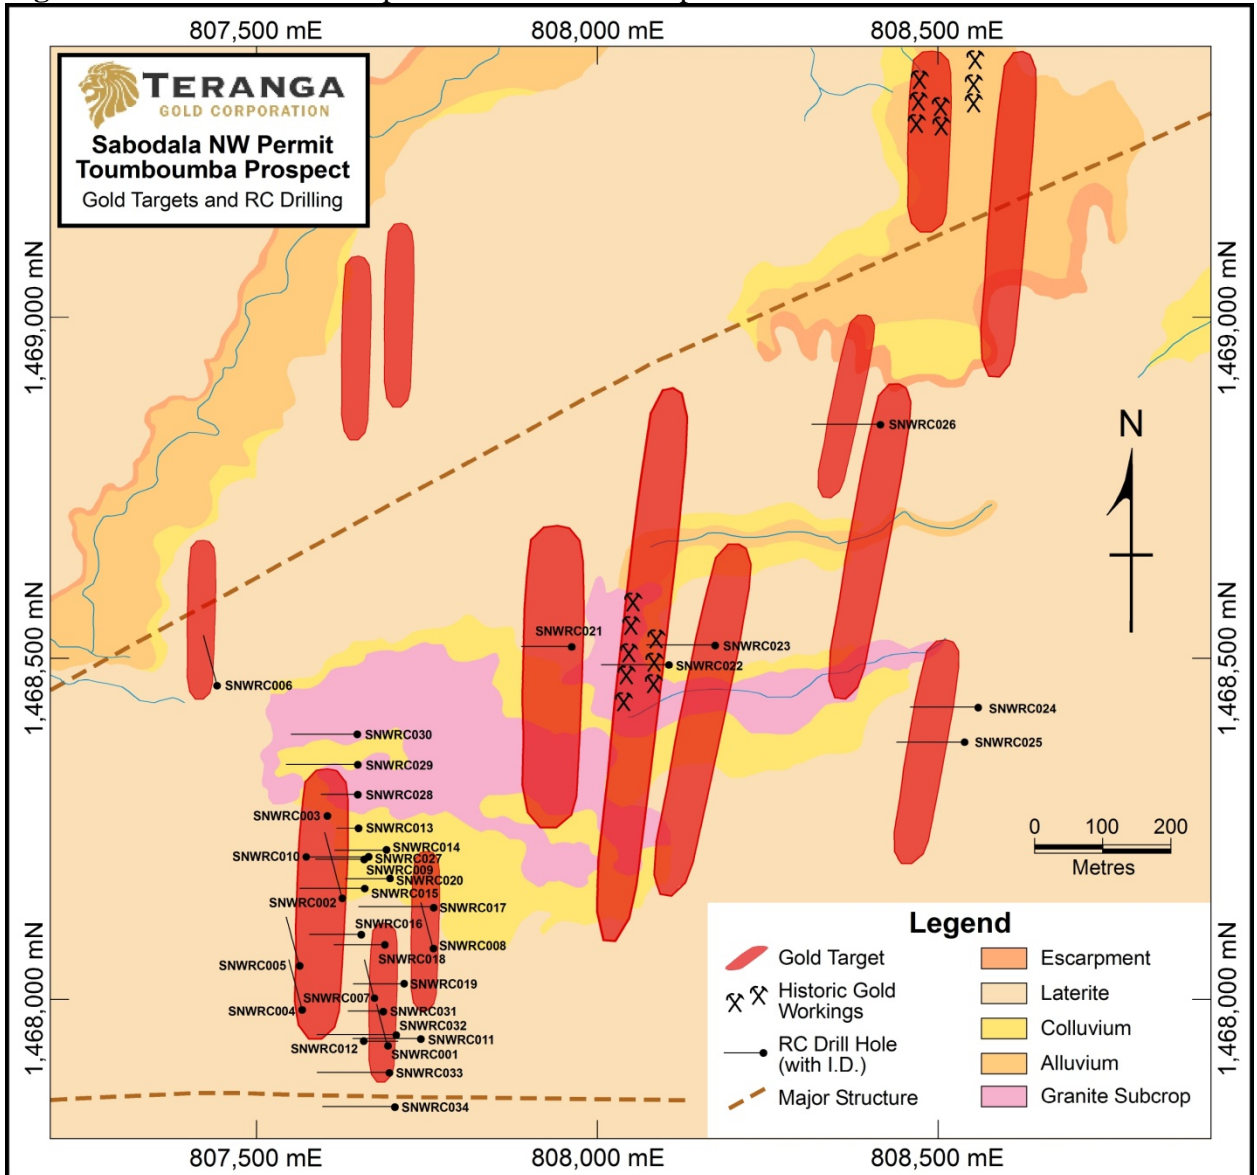 807,500 mE
808,000 mE
808,500 mE
TERANGA
GOLD CORPORATION
Sabodala NW Permit
Toumboumba Prospect
Gold Targets and RC Drilling
1,469,000 mN
1,469,000 mN
N
SNWRC026
SNWRC021
SNWRC023
SNWRC022
1,468,500 mN
1,468,500 mN
SNWRC006
SNWRC024
SNWRC030
SNWRC025
SNWRC029
SNWRC028
SNWRC003
SNWRC013
0 100 200
Metres
SNWRC014
SNWRC010
SNWRC027
SNWRC009
SNWRC020
SNWRC015
SNWRC002
SNWRC017
SNWRC016
SNWRC008
SNWRC018
SNWRC005
SNWRC019
SNWRC007
SNWRC004
SNWRC031
SNWRC032
SNWRC011
SNWRC012
SNWRC001
SNWRC033
SNWRC034
1,468,000 mN
1,468,000 mN
Legend
Gold Target
Historic Gold
Workings
RC Drill Hole
(with I.D.)
Major Structure
Escarpment
Laterite
Colluvium
Alluvium
Granite Subcrop
807,500 mE
808,000 mE
808,500 mE